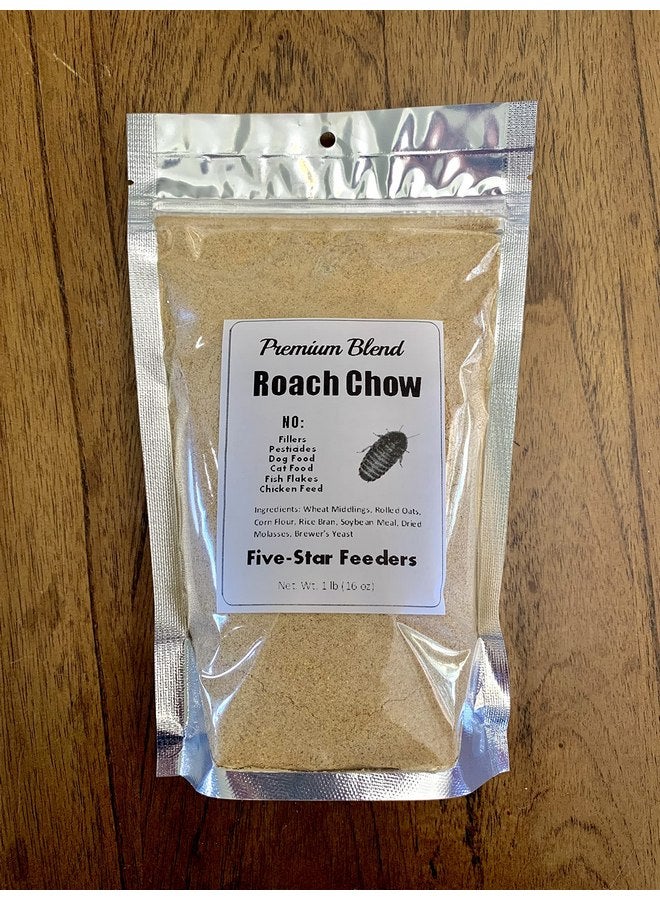 Premium Blend
Roach Chow
NO:
Fillers
Pesticides
Dog Food
Cat Food
Fish Flakes
Chicken Feed
Ingredients: Wheat Middlings, Rolled Oats,
Corn Flour, Rice Bran, Soybean Meal, Dried
Molasses, Brewer's Yeast
Five-Star Feeders
Net. Wt. 1 lb (16 oz)